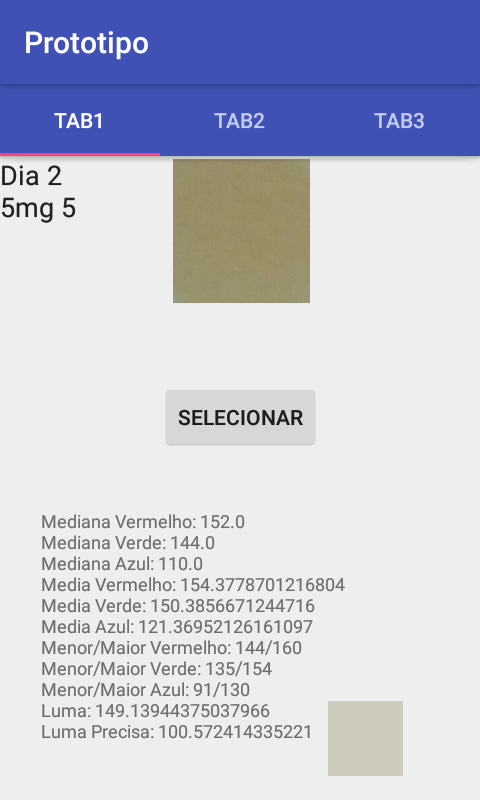 Prototipo
TAB1 TAB2 TAB3
Dia 2
5mg 5
SELECIONAR
Mediana Vermelho: 152.0
Mediana Verde: 144.0
Mediana Azul: 110.0
Media Vermelho: 154.3778701216804
Media Verde: 150.3856671244716
Media Azul: 121.36952126161097
Menor/Maior Vermelho: 144/160
Menor/Maior Verde: 135/154
Menor/Maior Azul: 91/130
Luma: 149.13944375037966
Luma Precisa: 100.572414335221